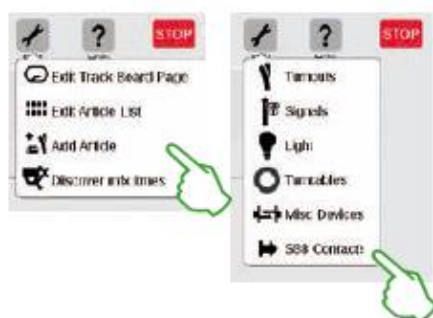 ?
STOP
Edit Track Board Page
Edit Article List
Add Article
Discover mfx
?
STOP
Turnouts
Signals
Light
Turntables
Misc Devices
S88 Contacts